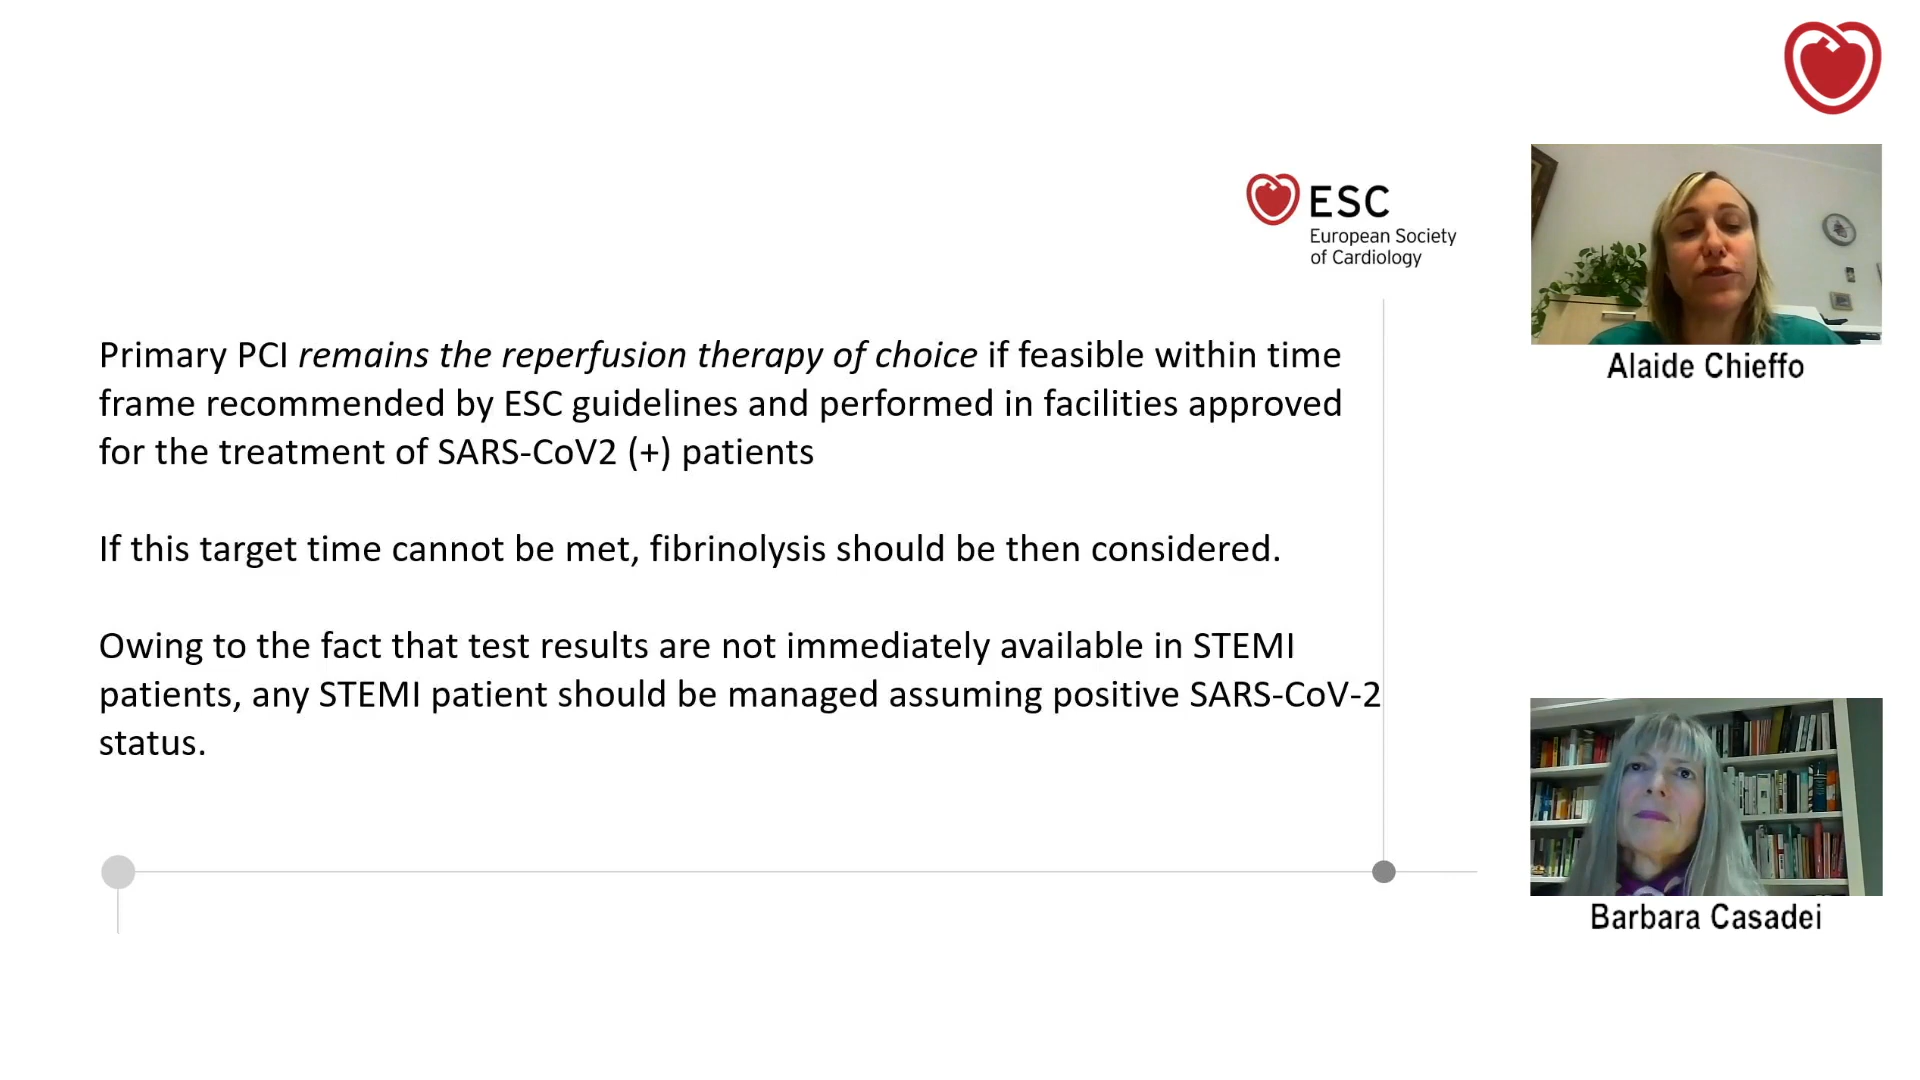 ESC
European Society
of Cardiology
Primary PCI remains the reperfusion therapy of choice if feasible within time
frame recommended by ESC guidelines and performed in facilities approved
for the treatment of SARS-CoV2 (+) patients
If this target time cannot be met, fibrinolysis should be then considered.
Owing to the fact that test results are not immediately available in STEMI
patients, any STEMI patient should be managed assuming positive SARS-CoV-2
status.
Alaide Chieffo
Barbara Casadei